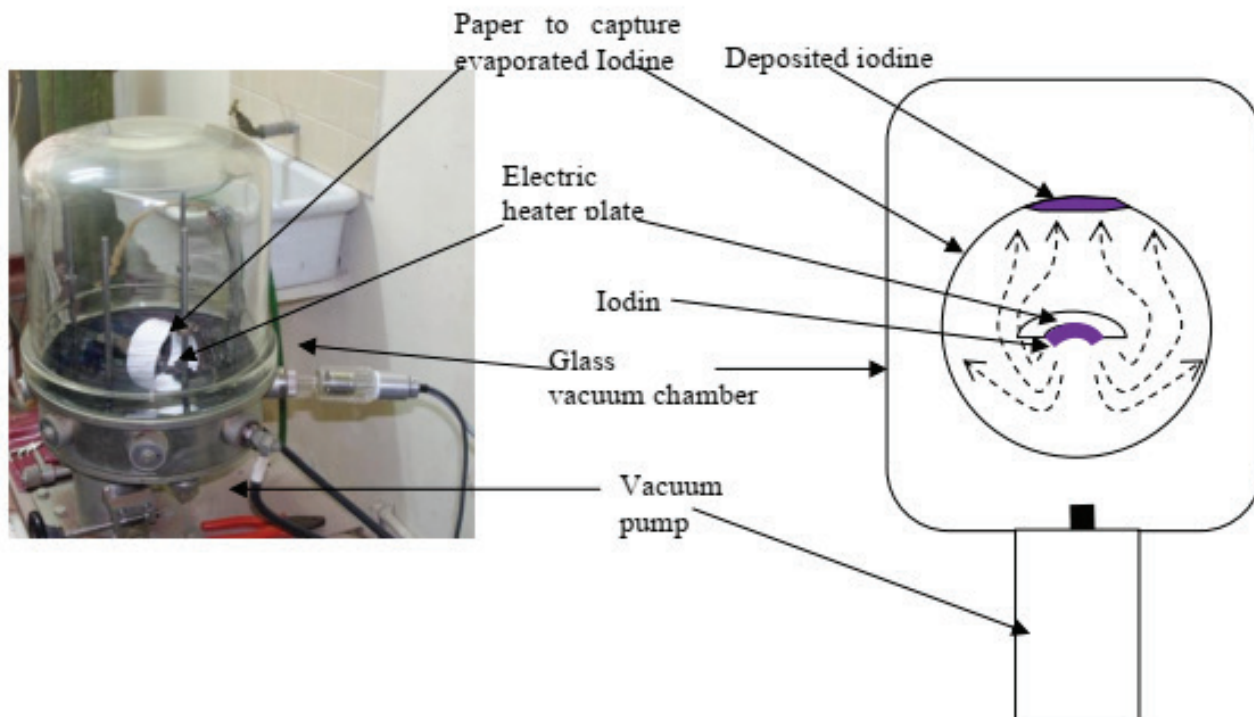 Paper to capture
evaporated Iodine
Deposited iodine
Electric
heater plate
Iodin
Glass
vacuum chamber
Vacuum
pump